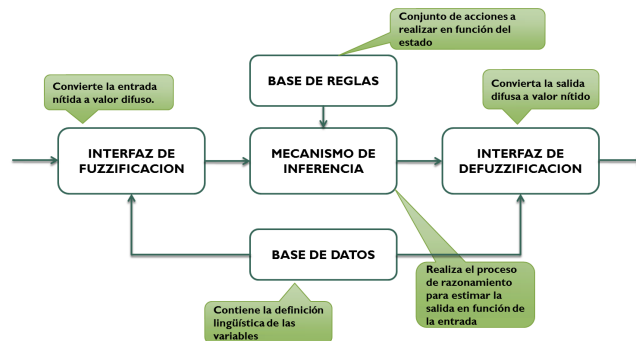 Conjunto de acciones a
realizar en función del
estado
BASE DE REGLAS
Convierte la entrada
nítida a valor difuso.
Convierta la salida
difusa a valor nítido
INTERFAZ DE
FUZZIFICACION
MECANISMO DE
INFERENCIA
INTERFAZ DE
DEFUZZIFICACION
BASE DE DATOS
Realiza el proceso
de razonamiento
para estimar la
salida en función de
la entrada
Contiene la definición
lingüística de las
variables